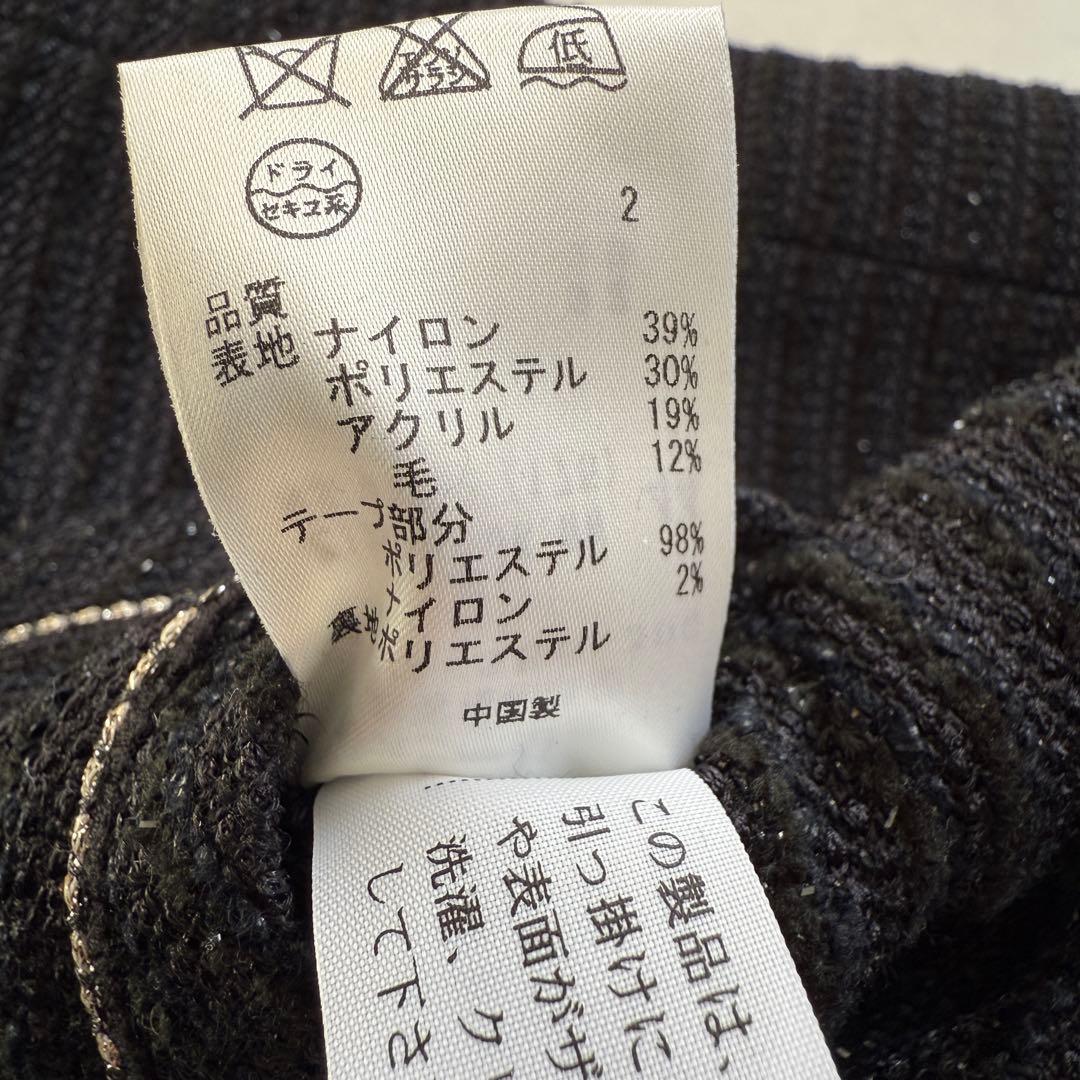 低
ドライ
セキユ系
2
品質
表地 ナイロン 39%
ポリエステル 30%
アクリル 19%
毛 12%
テープ部分
ポリエステル 98%
ナイロン 2%
ポリエステル
中国製
この製品は、
引っ掛けに
や表面がザ
洗濯、ク
して下さ